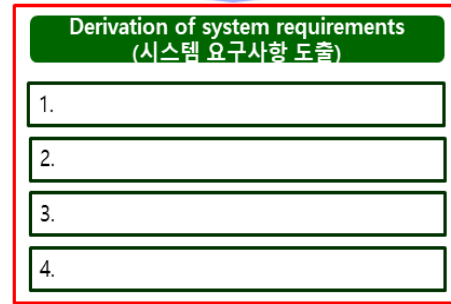 Derivation of system requirements
(시스템 요구사항 도출)
1.
2.
3.
4.